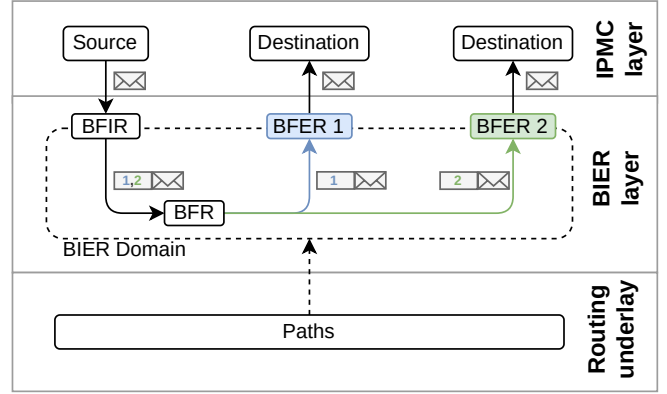 Source
Destination
Destination
IPMC
layer
BFIR
BFER 1
BFER 2
1,2
1
2
BFR
BIER Domain
BIER
layer
Paths
Routing
underlay